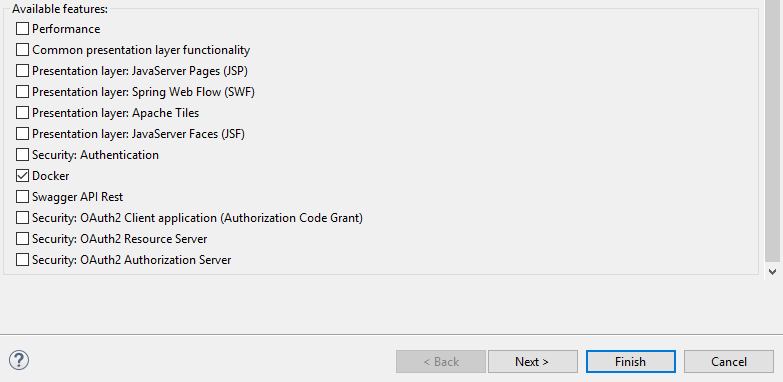 Available features:
Performance
Common presentation layer functionality
Presentation layer: JavaServer Pages (JSP)
Presentation layer: Spring Web Flow (SWF)
Presentation layer: Apache Tiles
Presentation layer: JavaServer Faces (JSF)
Security: Authentication
Docker
Swagger API Rest
Security: OAuth2 Client application (Authorization Code Grant)
Security: OAuth2 Resource Server
Security: OAuth2 Authorization Server
? < Back Next > Finish Cancel